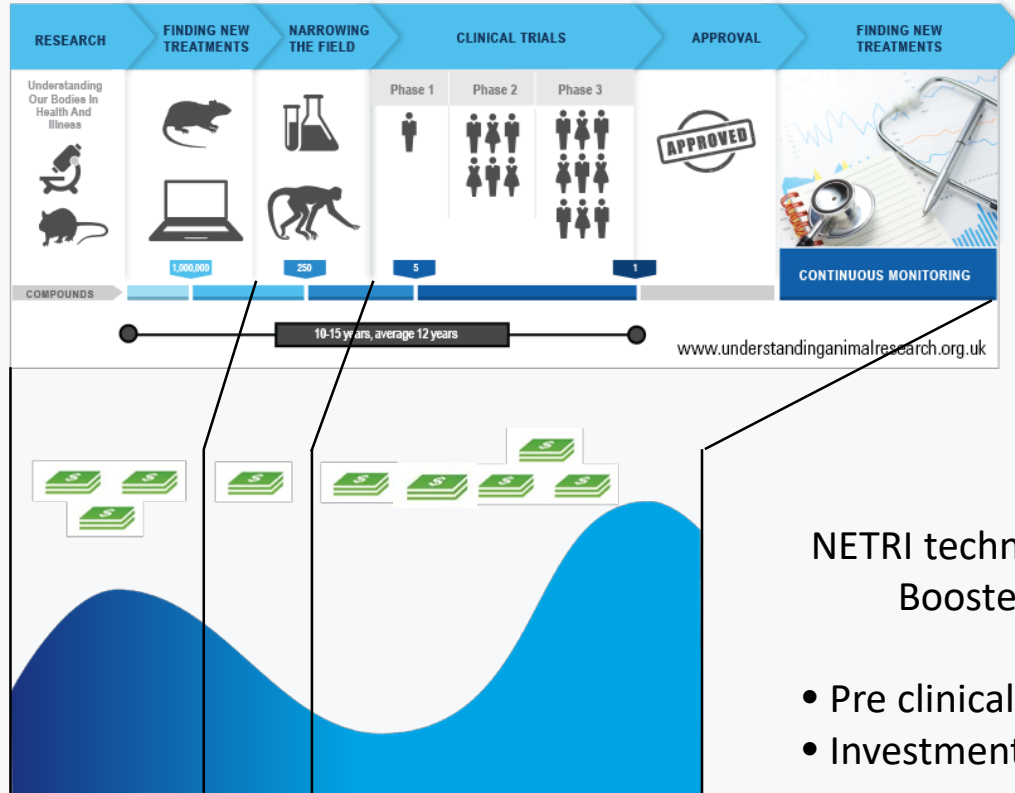 RESEARCH
FINDING NEW
TREATMENTS
NARROWING
THE FIELD
CLINICAL TRIALS
APPROVAL
FINDING NEW
TREATMENTS
Understanding
Our Bodies In
Health And
Illness
Phase 1
Phase 2
Phase 3
APPROVED
1,000,000
250
5
1
CONTINUOUS MONITORING
COMPOUNDS
10-15 years, average 12 years
www.understandinganimalresearch.org.uk
$
$
$
$
$
$
$
$
$
NETRI techn
Booste
• Pre clinical
• Investment